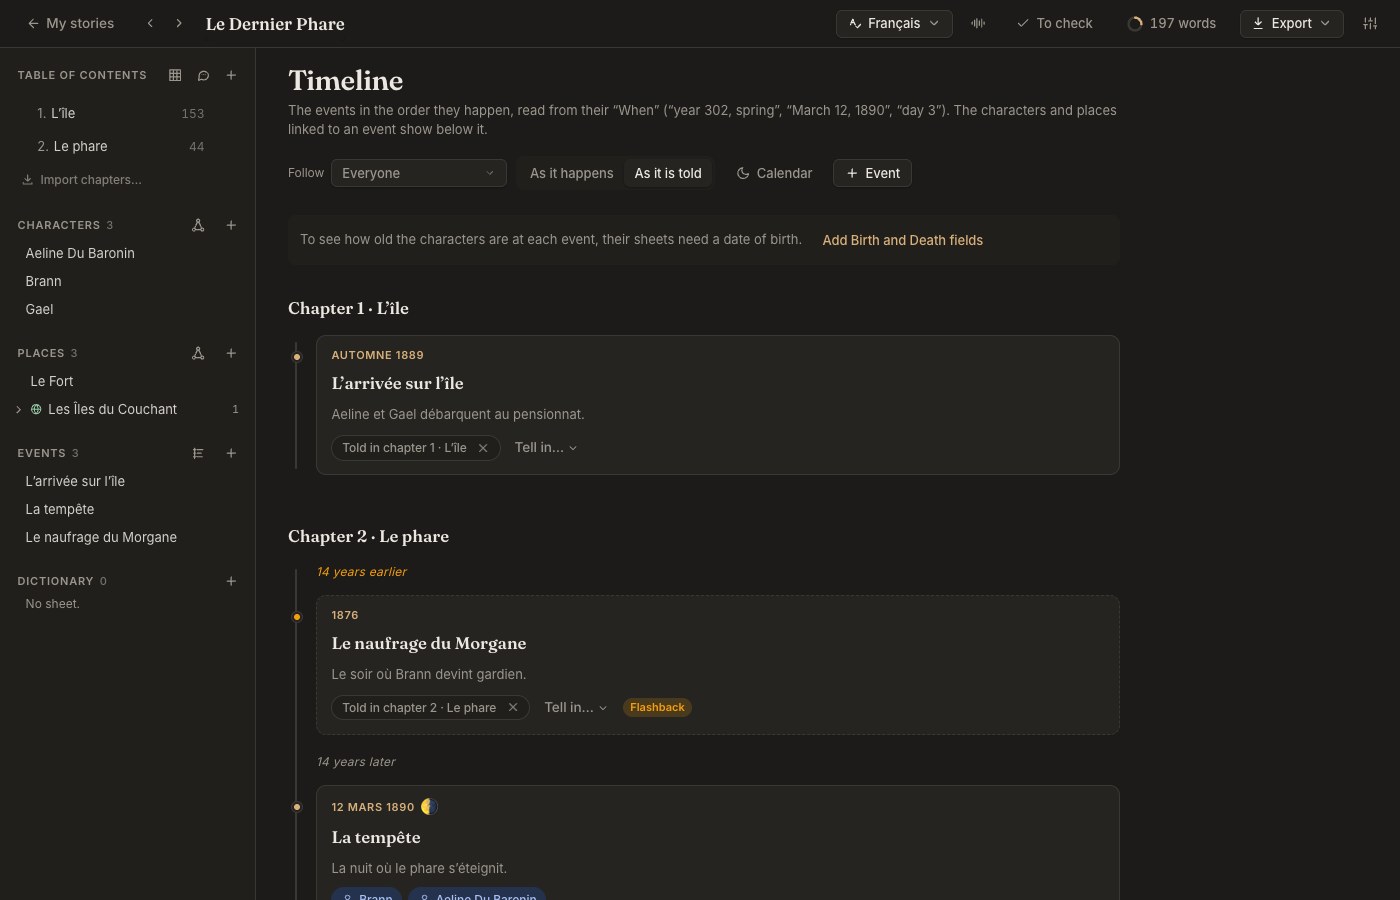 My stories
Le Dernier Phare
Français
To check
197 words
Export
TABLE OF CONTENTS
1. L’île 153
2. Le phare 44
Import chapters...
CHARACTERS 3
Aeline Du Baronin
Brann
Gael
PLACES 3
Le Fort
Les Îles du Couchant 1
EVENTS 3
L’arrivée sur l’île
La tempête
Le naufrage du Morgane
DICTIONARY 0
No sheet.
Timeline
The events in the order they happen, read from their “When” (“year 302, spring”, “March 12, 1890”, “day 3”). The characters and places
linked to an event show below it.
Follow Everyone As it happens As it is told Calendar Event
To see how old the characters are at each event, their sheets need a date of birth. Add Birth and Death fields
Chapter 1 · L’île
AUTOMNE 1889
L’arrivée sur l’île
Aeline et Gael débarquent au pensionnat.
Told in chapter 1 · L’île Tell in...
Chapter 2 · Le phare
14 years earlier
1876
Le naufrage du Morgane
Le soir où Brann devint gardien.
Told in chapter 2 · Le phare Tell in... Flashback
14 years later
12 MARS 1890
La tempête
La nuit où le phare s’éteignit.
Brann Aeline Du Baronin